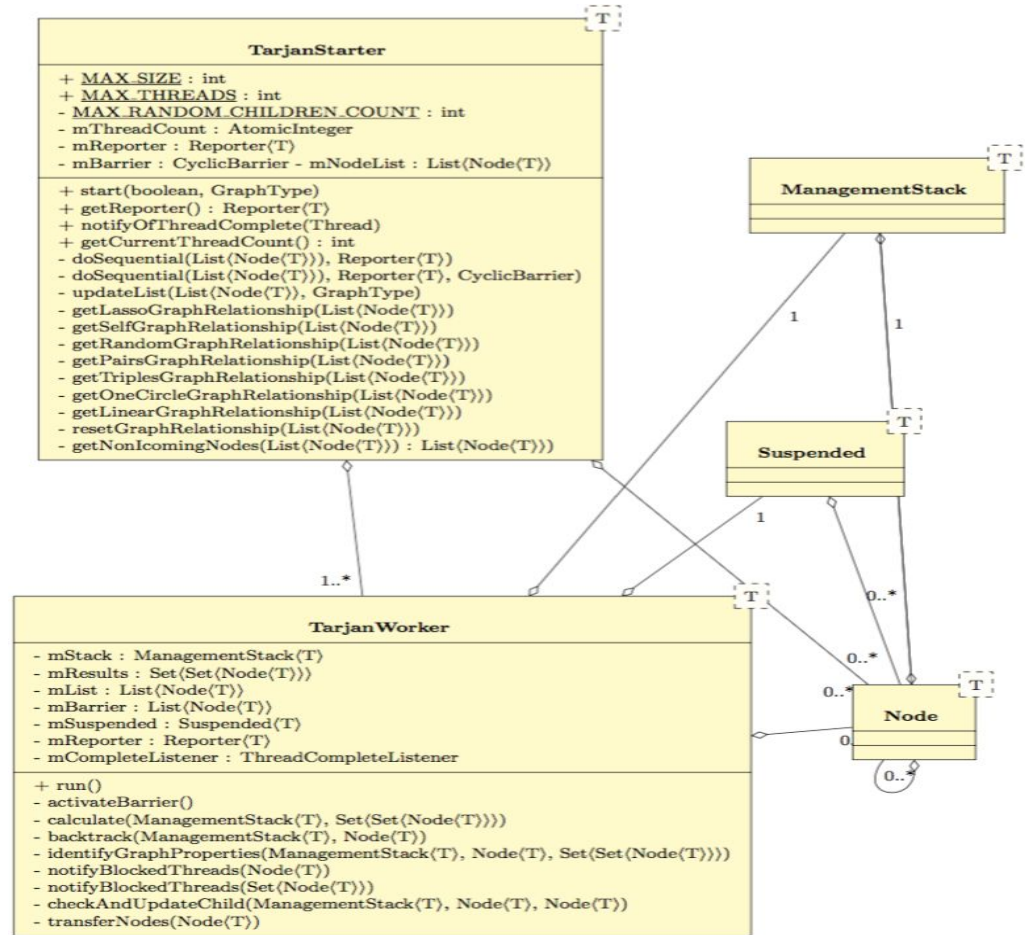 T
TarjanStarter
+ MAX_SIZE : int
+ MAX_THREADS : int
- MAX_RANDOM_CHILDREN_COUNT : int
- mThreadCount : AtomicInteger
- mReporter : Reporter⟨T⟩
- mBarrier : CyclicBarrier - mNodeList : List⟨Node⟨T⟩⟩
+ start(boolean, GraphType)
+ getReporter() : Reporter⟨T⟩
+ notifyOfThreadComplete(Thread)
+ getCurrentThreadCount() : int
- doSequential(List⟨Node⟨T⟩⟩), Reporter⟨T⟩)
- doSequential(List⟨Node⟨T⟩⟩), Reporter⟨T⟩, CyclicBarrier)
- updateList(List⟨Node⟨T⟩⟩, GraphType)
- getLassoGraphRelationship(List⟨Node⟨T⟩⟩)
- getSelfGraphRelationship(List⟨Node⟨T⟩⟩)
- getRandomGraphRelationship(List⟨Node⟨T⟩⟩)
- getPairsGraphRelationship(List⟨Node⟨T⟩⟩)
- getTriplesGraphRelationship(List⟨Node⟨T⟩⟩)
- getOneCircleGraphRelationship(List⟨Node⟨T⟩⟩)
- getLinearGraphRelationship(List⟨Node⟨T⟩⟩)
- resetGraphRelationship(List⟨Node⟨T⟩⟩)
- getNonIcomingNodes(List⟨Node⟨T⟩⟩) : List⟨Node⟨T⟩⟩)
T
ManagementStack
1
1
T
Suspended
1
1..*
0..*
0..*
0..*
T
TarjanWorker
- mStack : ManagementStack⟨T⟩
- mResults : Set⟨Set⟨Node⟨T⟩⟩⟩
- mList : List⟨Node⟨T⟩⟩
- mBarrier : List⟨Node⟨T⟩⟩
- mSuspended : Suspended⟨T⟩
- mReporter : Reporter⟨T⟩
- mCompleteListener : ThreadCompleteListener
+ run()
- activateBarrier()
- calculate(ManagementStack⟨T⟩, Set⟨Set⟨Node⟨T⟩⟩⟩)
- backtrack(ManagementStack⟨T⟩, Node⟨T⟩)
- identifyGraphProperties(ManagementStack⟨T⟩, Node⟨T⟩, Set⟨Set⟨Node⟨T⟩⟩⟩)
- notifyBlockedThreads(Node⟨T⟩)
- notifyBlockedThreads(Set⟨Node⟨T⟩⟩)
- checkAndUpdateChild(ManagementStack⟨T⟩, Node⟨T⟩, Node⟨T⟩)
- transferNodes(Node⟨T⟩)
T
Node
0..*